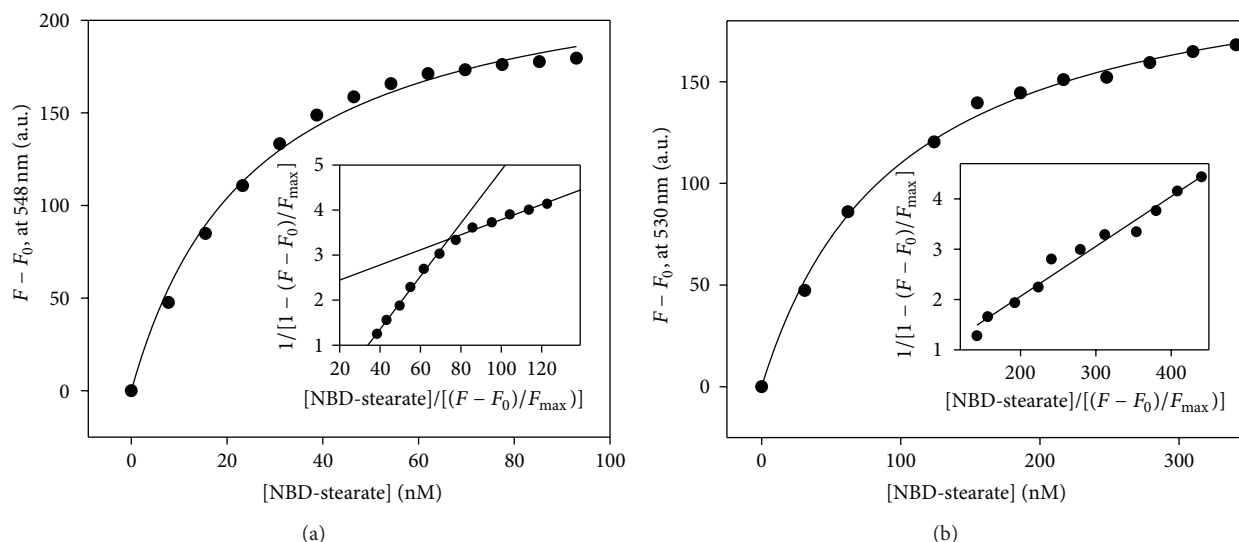 200
150
100
50
0
F − F0, at 548 nm (a.u.)
0 20 40 60 80 100
[NBD-stearate] (nM)
5
4
3
2
1
1/[1 − (F − F0)/Fmax]
20 40 60 80 100 120
[NBD-stearate]/[(F − F0)/Fmax)]
(a)
150
100
50
0
F − F0, at 530 nm (a.u.)
0 100 200 300
[NBD-stearate] (nM)
4
3
2
1
1/[1 − (F − F0)/Fmax]
200 300 400
[NBD-stearate]/[(F − F0)/Fmax)]
(b)